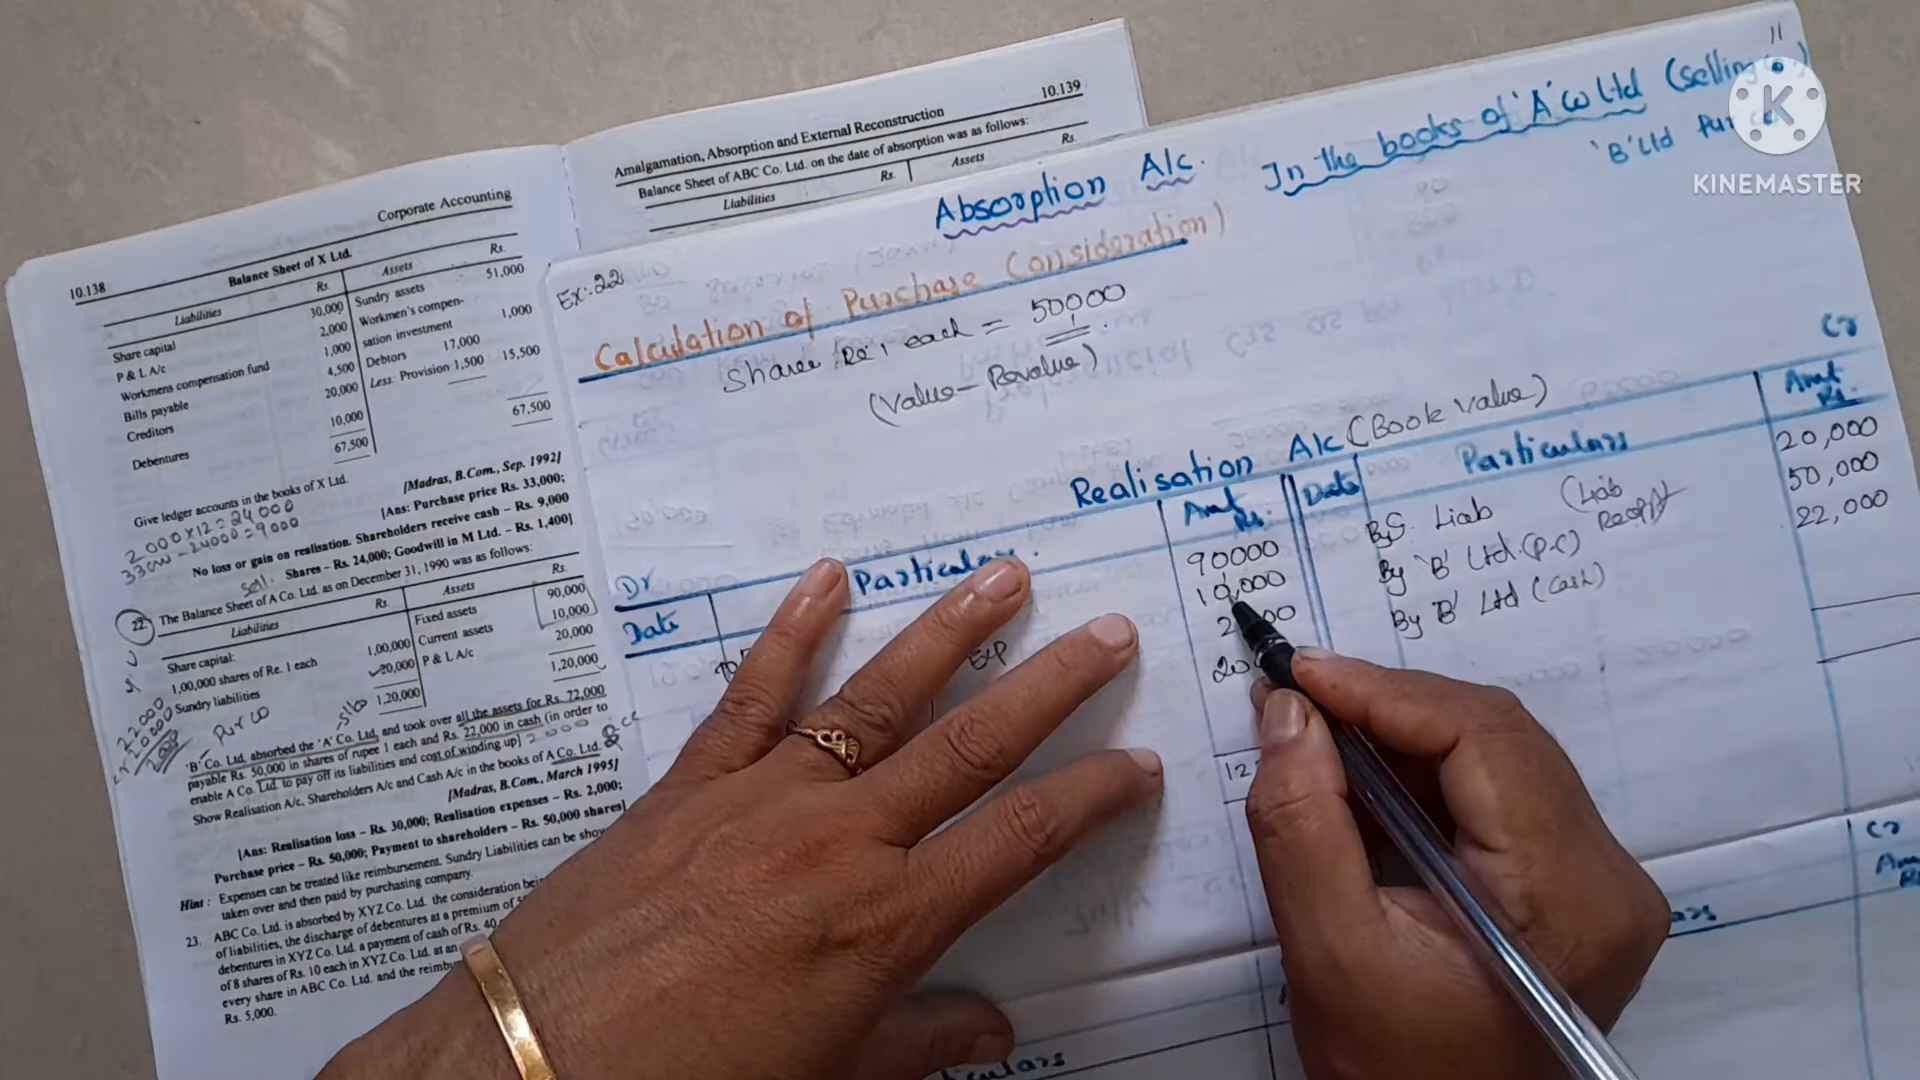 10.138
Corporate Accounting
Balance Sheet of X Ltd.
Liabilities Rs. Assets Rs.
Share capital 30,000 Sundry assets 51,000
P & L A/c 2,000 Workmen's compen-
Workmens compensation fund 1,000 sation investment 1,000
Bills payable 4,500 Debtors 17,000
Creditors 20,000 Less: Provision 1,500 15,500
Debentures 10,000
67,500 67,500
Give ledger accounts in the books of X Ltd.
[Madras, B.Com., Sep. 1992]
2000 x 12 = 24000
- 24000 = 9000
[Ans: Purchase price Rs. 33,000;
No loss or gain on realisation. Shareholders receive cash – Rs. 9,000
Shares – Rs. 24,000; Goodwill in M Ltd. – Rs. 1,400]
Sell.
22. The Balance Sheet of A Co. Ltd. as on December 31, 1990 was as follows:
Liabilities Rs. Assets Rs.
Share capital: Fixed assets 90,000
1,00,000 shares of Re. 1 each 1,00,000 Current assets 10,000
Sundry liabilities 20,000 P & L A/c 20,000
1,20,000 1,20,000
22000
20000
2000
Pur co
'B' Co. Ltd. absorbed the 'A' Co. Ltd. and took over all the assets for Rs. 72,000
payable Rs. 50,000 in shares of rupee 1 each and Rs. 22,000 in cash (in order to
enable A Co. Ltd. to pay off its liabilities and cost of winding up) 2000
Show Realisation A/c, Shareholders A/c and Cash A/c in the books of A Co. Ltd.
[Madras, B.Com., March 1995]
[Ans: Realisation loss – Rs. 30,000; Realisation expenses – Rs. 2,000;
Purchase price – Rs. 50,000; Payment to shareholders – Rs. 50,000 shares]
Hint: Expenses can be treated like reimbursement. Sundry Liabilities can be
taken over and then paid by purchasing company.
23. ABC Co. Ltd. is absorbed by XYZ Co. Ltd. the consideration
of liabilities, the discharge of debentures at a premium of
debentures in XYZ Co. Ltd. a payment of cash of Rs. 40
of 8 shares of Rs. 10 each in XYZ Co. Ltd. at an
every share in ABC Co. Ltd. and the
Rs. 5,000.
Amalgamation, Absorption and External Reconstruction 10.139
Balance Sheet of ABC Co. Ltd. on the date of absorption was as follows:
Liabilities Rs. Assets Rs.
11
Absorption A/c. In the books of 'A' Co Ltd (Selling
'B' Ltd Pur
KINEMASTER
Ex:-22
Calculation of Purchase Consideration)
Share Re 1 each = 50000
(Value – Revalue)
Realisation A/c (Book value)
Dr Cr
Date Particulars Amt Rs. Date Particulars Amt Rs.
90000 By S. Liab 20,000
10,000 By 'B' Ltd. (P.C) 50,000
By 'B' Ltd (Cash) 22,000
(Liab
Exp
Cr